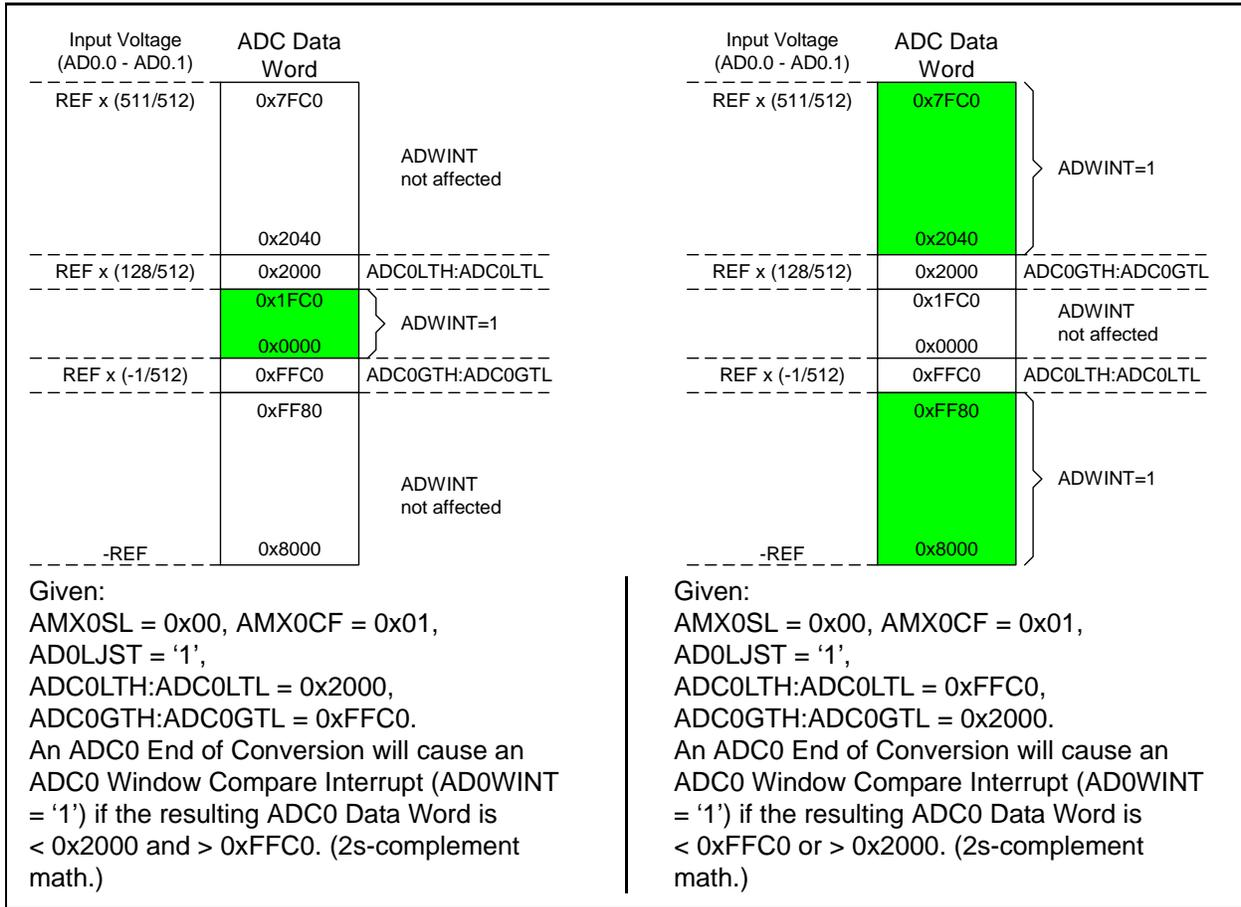 Input Voltage
(AD0.0 - AD0.1)
ADC Data
Word
REF x (511/512)
0x7FC0
ADWINT
not affected
0x2040
REF x (128/512)
0x2000
ADC0LTH:ADC0LTL
0x1FC0
ADWINT=1
0x0000
REF x (-1/512)
0xFFC0
ADC0GTH:ADC0GTL
0xFF80
ADWINT
not affected
-REF
0x8000
Given:
AMX0SL = 0x00, AMX0CF = 0x01,
AD0LJST = ‘1’,
ADC0LTH:ADC0LTL = 0x2000,
ADC0GTH:ADC0GTL = 0xFFC0.
An ADC0 End of Conversion will cause an
ADC0 Window Compare Interrupt (AD0WINT
= ‘1’) if the resulting ADC0 Data Word is
< 0x2000 and > 0xFFC0. (2s-complement
math.)
Input Voltage
(AD0.0 - AD0.1)
ADC Data
Word
REF x (511/512)
0x7FC0
ADWINT=1
0x2040
REF x (128/512)
0x2000
ADC0GTH:ADC0GTL
0x1FC0
ADWINT
not affected
0x0000
REF x (-1/512)
0xFFC0
ADC0LTH:ADC0LTL
0xFF80
ADWINT=1
-REF
0x8000
Given:
AMX0SL = 0x00, AMX0CF = 0x01,
AD0LJST = ‘1’,
ADC0LTH:ADC0LTL = 0xFFC0,
ADC0GTH:ADC0GTL = 0x2000.
An ADC0 End of Conversion will cause an
ADC0 Window Compare Interrupt (AD0WINT
= ‘1’) if the resulting ADC0 Data Word is
< 0xFFC0 or > 0x2000. (2s-complement
math.)